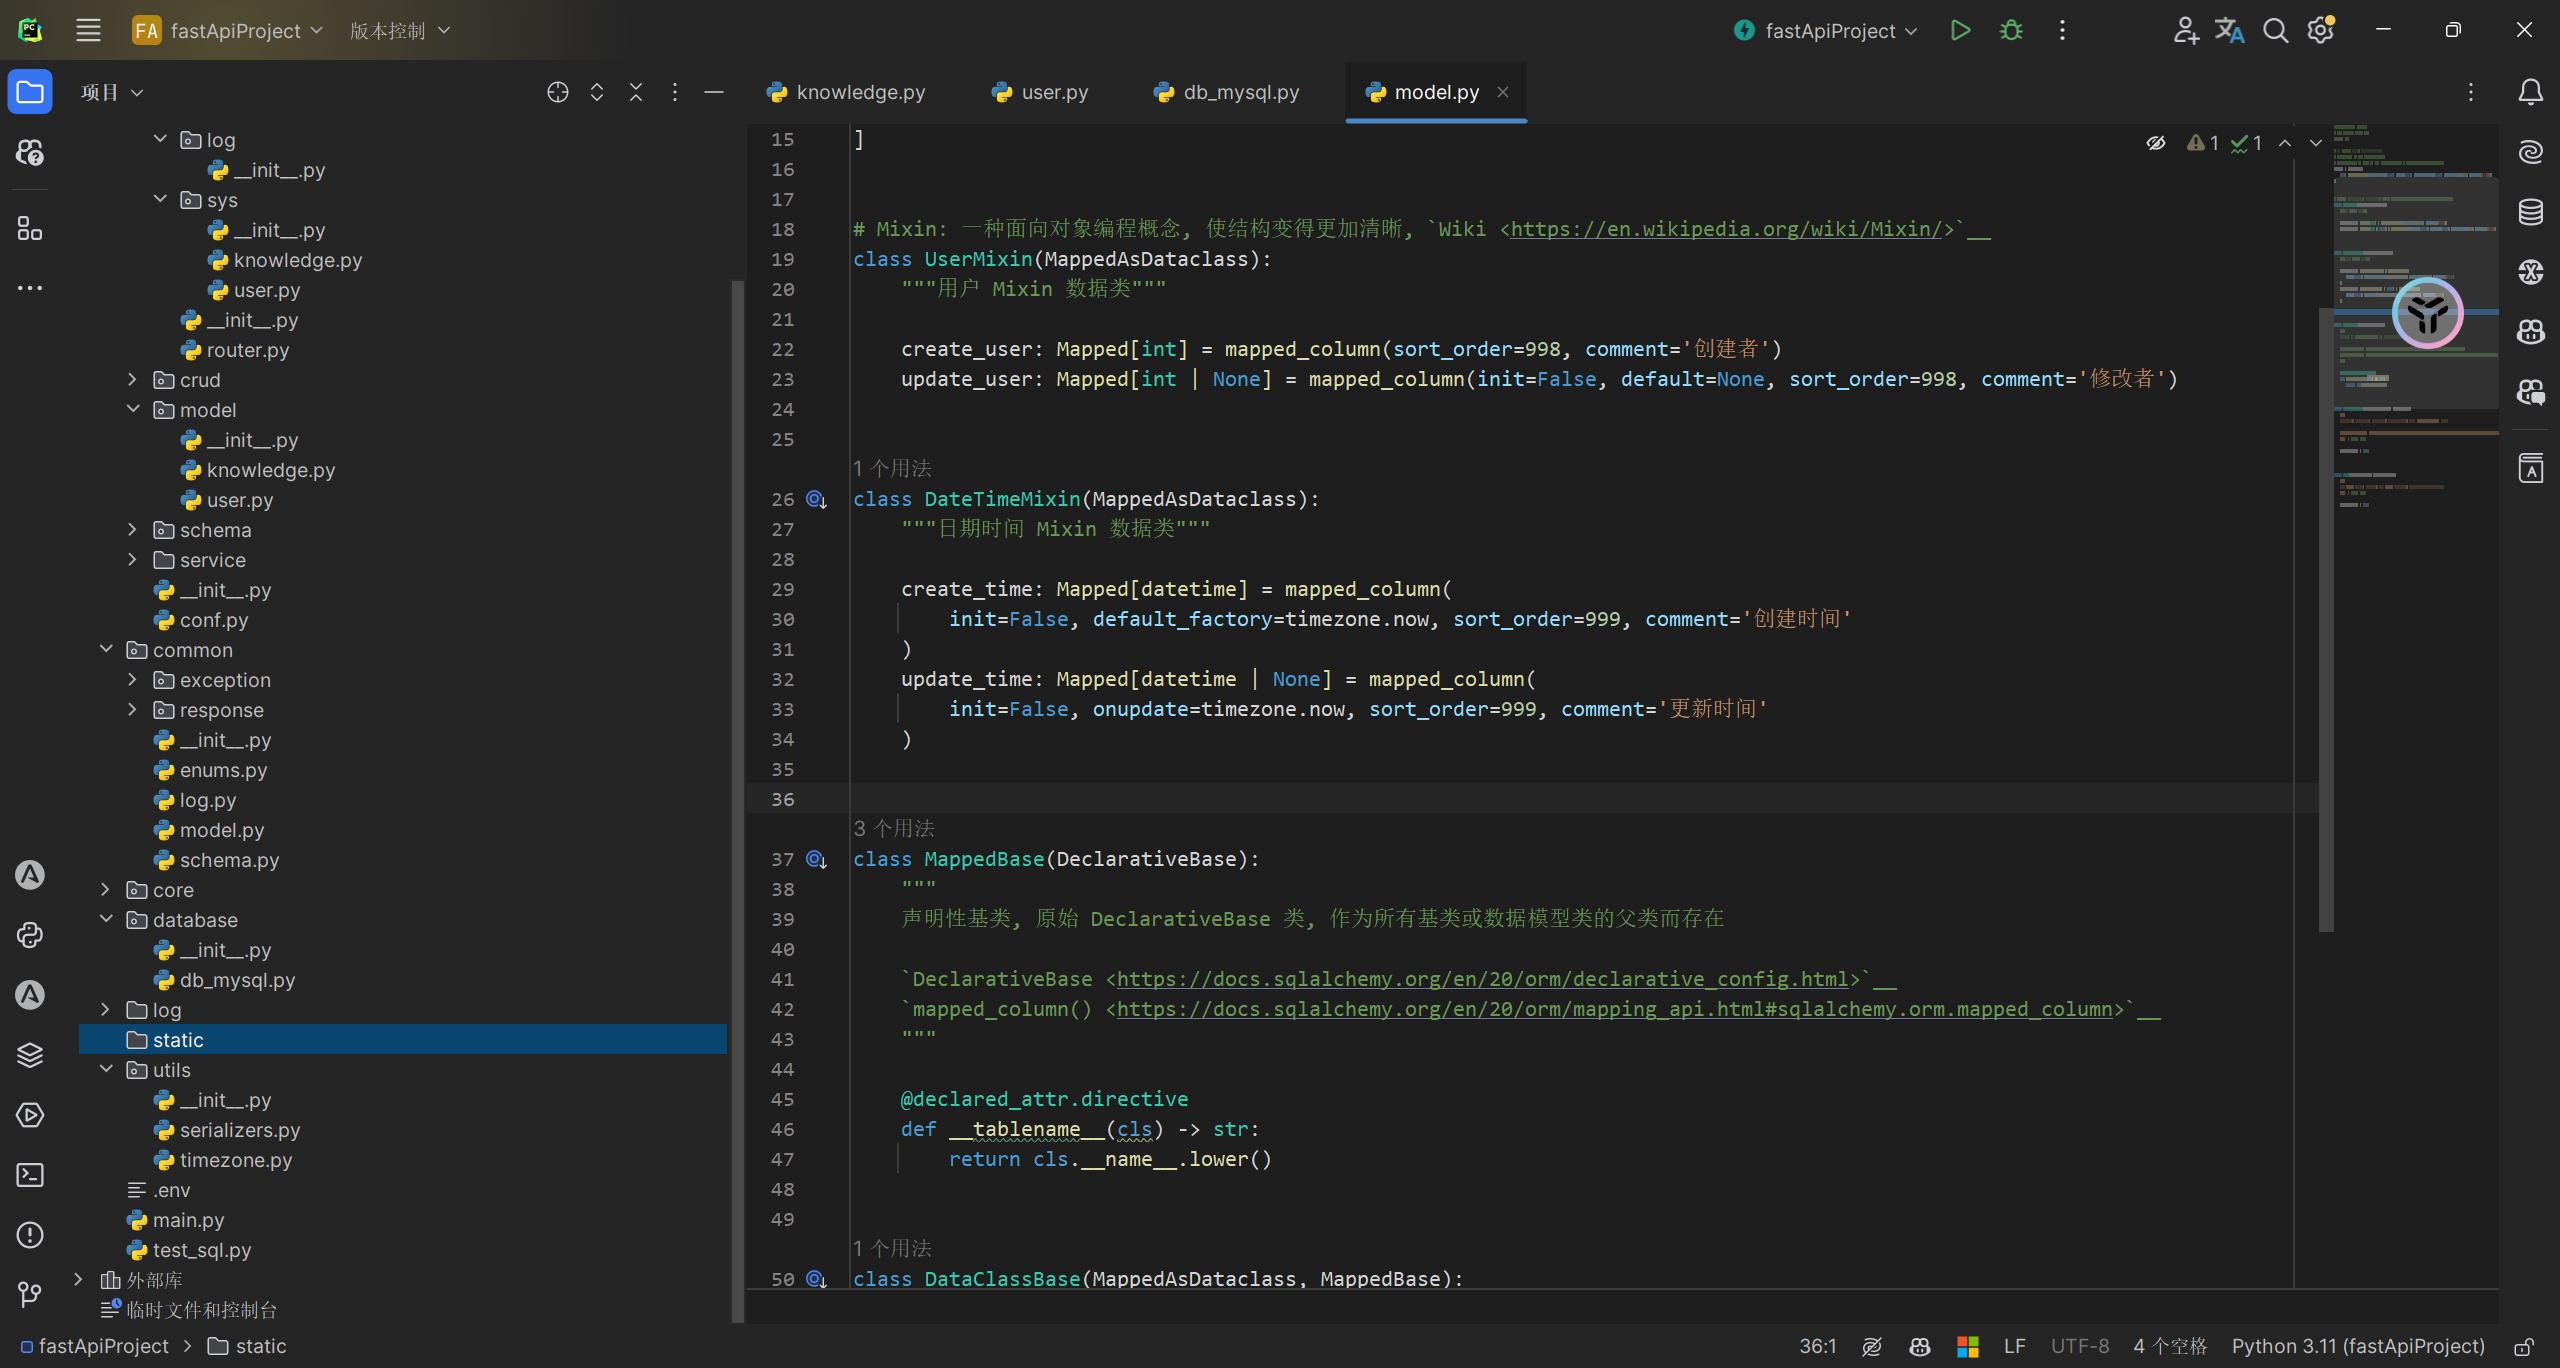 FA fastApiProject 版本控制 fastApiProject
项目
knowledge.py user.py db_mysql.py model.py
log
__init__.py
sys
__init__.py
knowledge.py
user.py
__init__.py
router.py
crud
model
__init__.py
knowledge.py
user.py
schema
service
__init__.py
conf.py
common
exception
response
__init__.py
enums.py
log.py
model.py
schema.py
core
database
__init__.py
db_mysql.py
log
static
utils
__init__.py
serializers.py
timezone.py
.env
main.py
test_sql.py
外部库
临时文件和控制台
1 1
15 ]
16
17
18 # Mixin: 一种面向对象编程概念, 使结构变得更加清晰, `Wiki <https://en.wikipedia.org/wiki/Mixin/>`__
19 class UserMixin(MappedAsDataclass):
20 """用户 Mixin 数据类"""
21
22 create_user: Mapped[int] = mapped_column(sort_order=998, comment='创建者')
23 update_user: Mapped[int | None] = mapped_column(init=False, default=None, sort_order=998, comment='修改者')
24
25
1 个用法
26 class DateTimeMixin(MappedAsDataclass):
27 """日期时间 Mixin 数据类"""
28
29 create_time: Mapped[datetime] = mapped_column(
30 init=False, default_factory=timezone.now, sort_order=999, comment='创建时间'
31 )
32 update_time: Mapped[datetime | None] = mapped_column(
33 init=False, onupdate=timezone.now, sort_order=999, comment='更新时间'
34 )
35
36
3 个用法
37 class MappedBase(DeclarativeBase):
38 """
39 声明性基类, 原始 DeclarativeBase 类, 作为所有基类或数据模型类的父类而存在
40
41 `DeclarativeBase <https://docs.sqlalchemy.org/en/20/orm/declarative_config.html>`__
42 `mapped_column() <https://docs.sqlalchemy.org/en/20/orm/mapping_api.html#sqlalchemy.orm.mapped_column>`__
43 """
44
45 @declared_attr.directive
46 def __tablename__(cls) -> str:
47 return cls.__name__.lower()
48
49
1 个用法
50 class DataClassBase(MappedAsDataclass, MappedBase):
fastApiProject > static
36:1 LF UTF-8 4 个空格 Python 3.11 (fastApiProject)